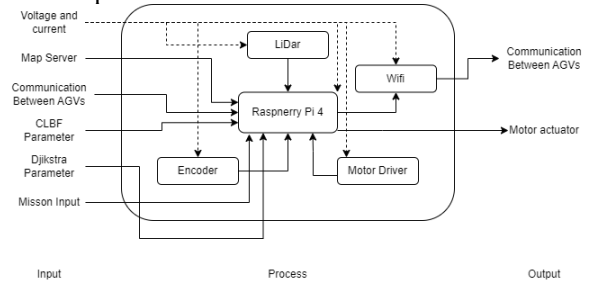 Voltage and
current
LiDar
Communication
Between AGVs
Map Server
Wifi
Communication
Between AGVs
Raspnerry Pi 4
CLBF
Parameter
Motor actuator
Djikstra
Parameter
Encoder
Motor Driver
Misson Input
Input
Process
Output